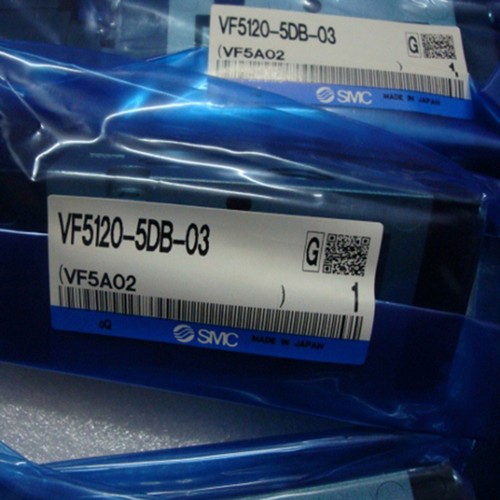 VF5120-5DB-03
G
(VF5A02 )
1
SMC MADE IN JAPAN
VF5120-5DB-03
G
(VF5A02 )
1
SMC MADE IN JAPAN